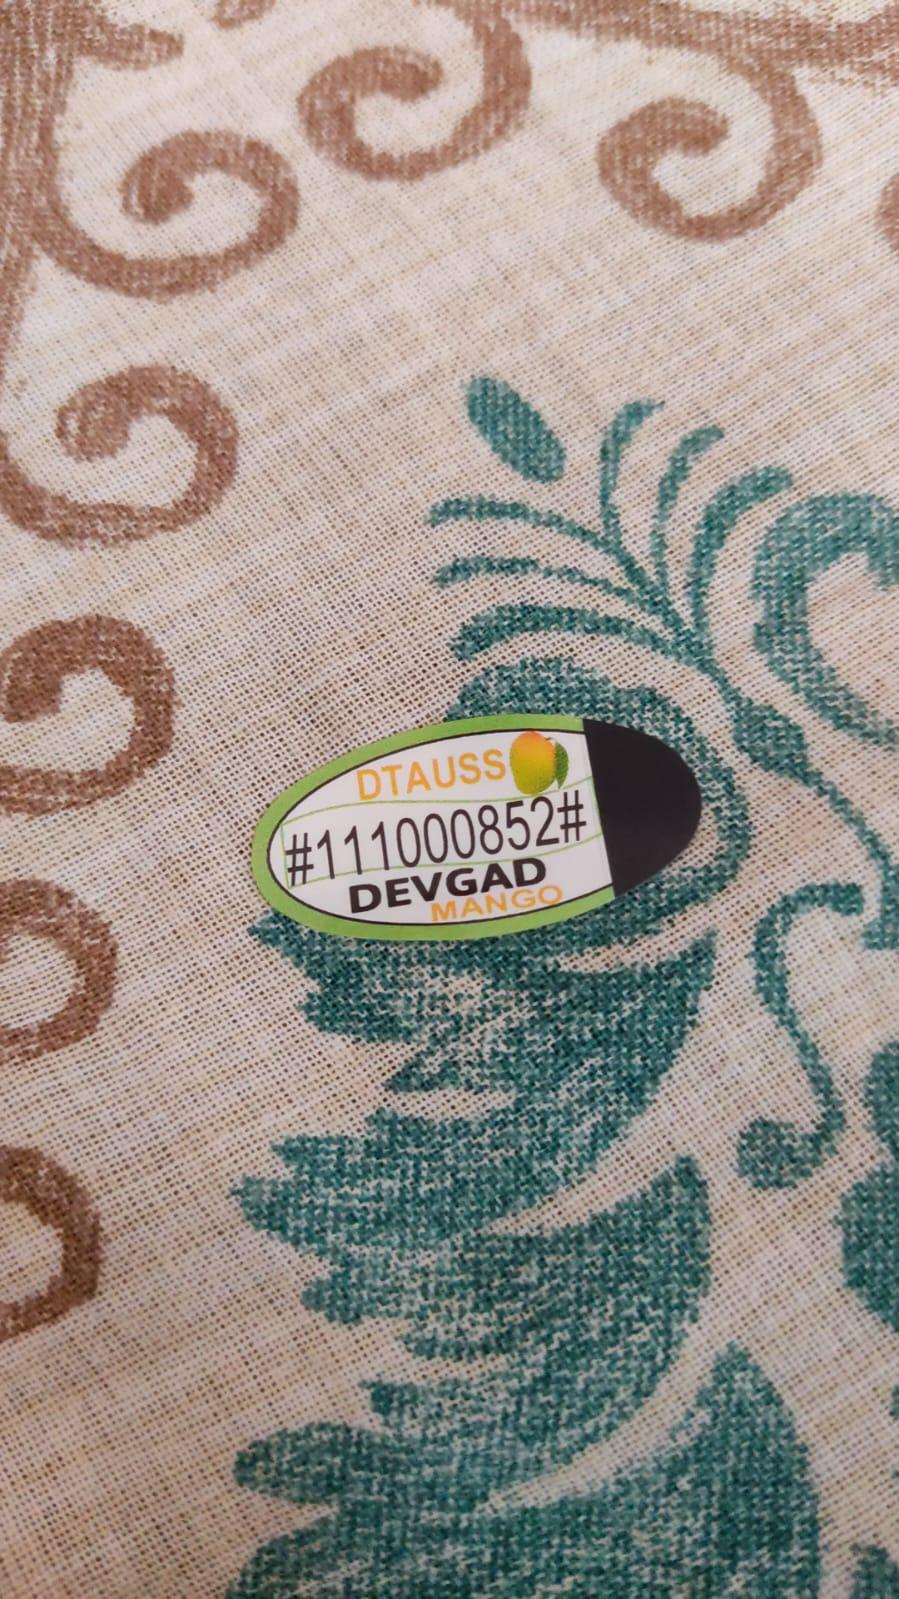 DTAUSS
#111000852#
DEVGAD
MANGO